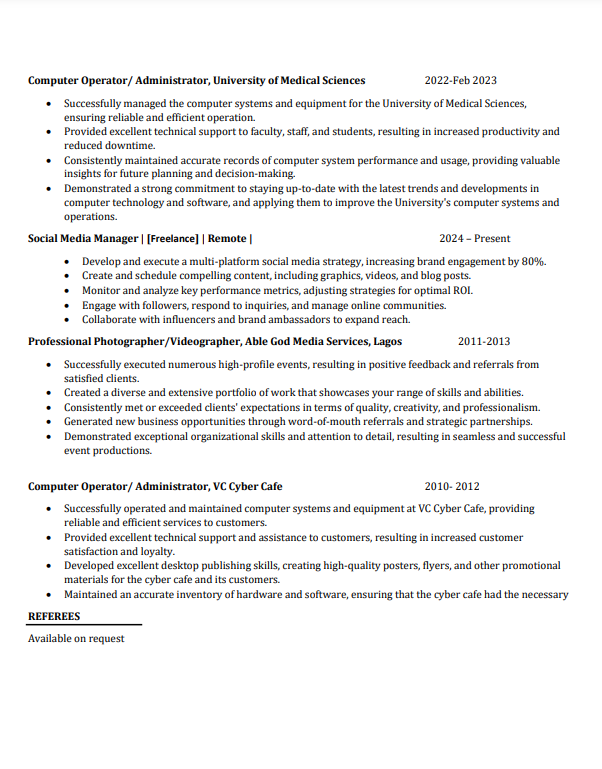 Computer Operator/ Administrator, University of Medical Sciences 2022-Feb 2023
• Successfully managed the computer systems and equipment for the University of Medical Sciences,
ensuring reliable and efficient operation.
• Provided excellent technical support to faculty, staff, and students, resulting in increased productivity and
reduced downtime.
• Consistently maintained accurate records of computer system performance and usage, providing valuable
insights for future planning and decision-making.
• Demonstrated a strong commitment to staying up-to-date with the latest trends and developments in
computer technology and software, and applying them to improve the University's computer systems and
operations.
Social Media Manager | [Freelance] | Remote | 2024 – Present
• Develop and execute a multi-platform social media strategy, increasing brand engagement by 80%.
• Create and schedule compelling content, including graphics, videos, and blog posts.
• Monitor and analyze key performance metrics, adjusting strategies for optimal ROI.
• Engage with followers, respond to inquiries, and manage online communities.
• Collaborate with influencers and brand ambassadors to expand reach.
Professional Photographer/Videographer, Able God Media Services, Lagos 2011-2013
• Successfully executed numerous high-profile events, resulting in positive feedback and referrals from
satisfied clients.
• Created a diverse and extensive portfolio of work that showcases your range of skills and abilities.
• Consistently met or exceeded clients' expectations in terms of quality, creativity, and professionalism.
• Generated new business opportunities through word-of-mouth referrals and strategic partnerships.
• Demonstrated exceptional organizational skills and attention to detail, resulting in seamless and successful
event productions.
Computer Operator/ Administrator, VC Cyber Cafe 2010- 2012
• Successfully operated and maintained computer systems and equipment at VC Cyber Cafe, providing
reliable and efficient services to customers.
• Provided excellent technical support and assistance to customers, resulting in increased customer
satisfaction and loyalty.
• Developed excellent desktop publishing skills, creating high-quality posters, flyers, and other promotional
materials for the cyber cafe and its customers.
• Maintained an accurate inventory of hardware and software, ensuring that the cyber cafe had the necessary
REFEREES
Available on request